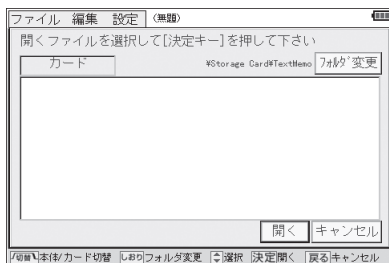 ファイル 編集 設定 〈無題〉
開くファイルを選択して[決定キー]を押して下さい
カード ¥Storage Card¥TextMemo ﾌｫﾙﾀﾞ変更
開く キャンセル
切替 本体/カード切替 しおり フォルダ変更 選択 決定 開く 戻る キャンセル